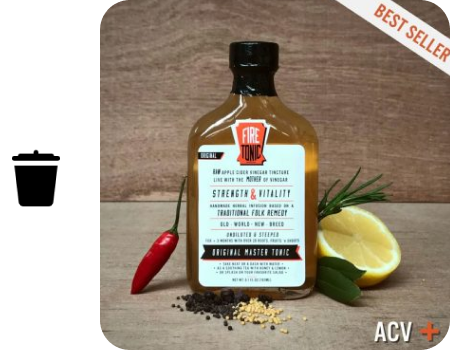 BEST SELLER
FIRE
TONIC
ORIGINAL
RAW APPLE CIDER VINEGAR TINCTURE
LIVE WITH THE MOTHER OF VINEGAR
STRENGTH & VITALITY
HANDMADE HERBAL INFUSION BASED ON A
TRADITIONAL FOLK REMEDY
OLD - WORLD - NEW - BREED
UNDILUTED & STEEPED
ORIGINAL MASTER TONIC
ACV +